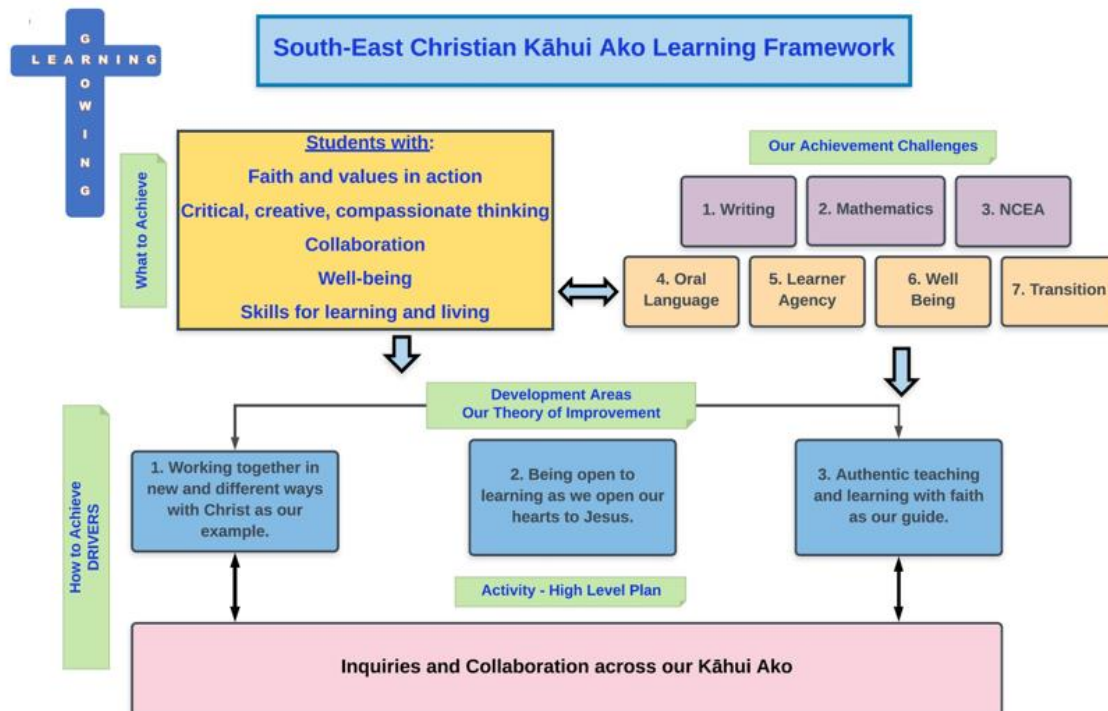 GROWING
LEARNING
South-East Christian Kāhui Ako Learning Framework
What to Achieve
Students with:
Faith and values in action
Critical, creative, compassionate thinking
Collaboration
Well-being
Skills for learning and living
Our Achievement Challenges
1. Writing
2. Mathematics
3. NCEA
4. Oral
Language
5. Learner
Agency
6. Well
Being
7. Transition
How to Achieve
DRIVERS
Development Areas
Our Theory of Improvement
1. Working together in
new and different ways
with Christ as our
example.
2. Being open to
learning as we open our
hearts to Jesus.
3. Authentic teaching
and learning with faith
as our guide.
Activity - High Level Plan
Inquiries and Collaboration across our Kāhui Ako